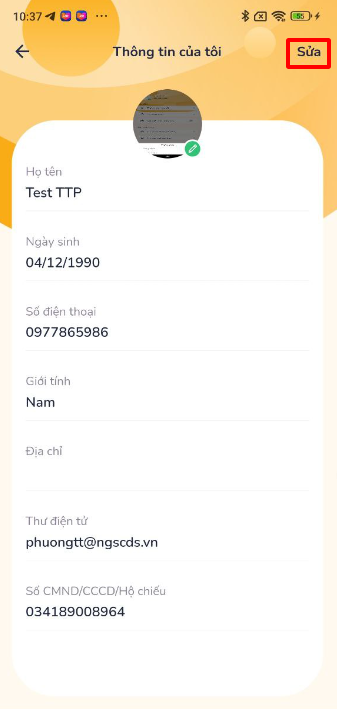 10:37
55
Thông tin của tôi
Sửa
Họ tên
Test TTP
Ngày sinh
04/12/1990
Số điện thoại
0977865986
Giới tính
Nam
Địa chỉ
Thư điện tử
phuongtt@ngscds.vn
Số CMND/CCCD/Hộ chiếu
034189008964